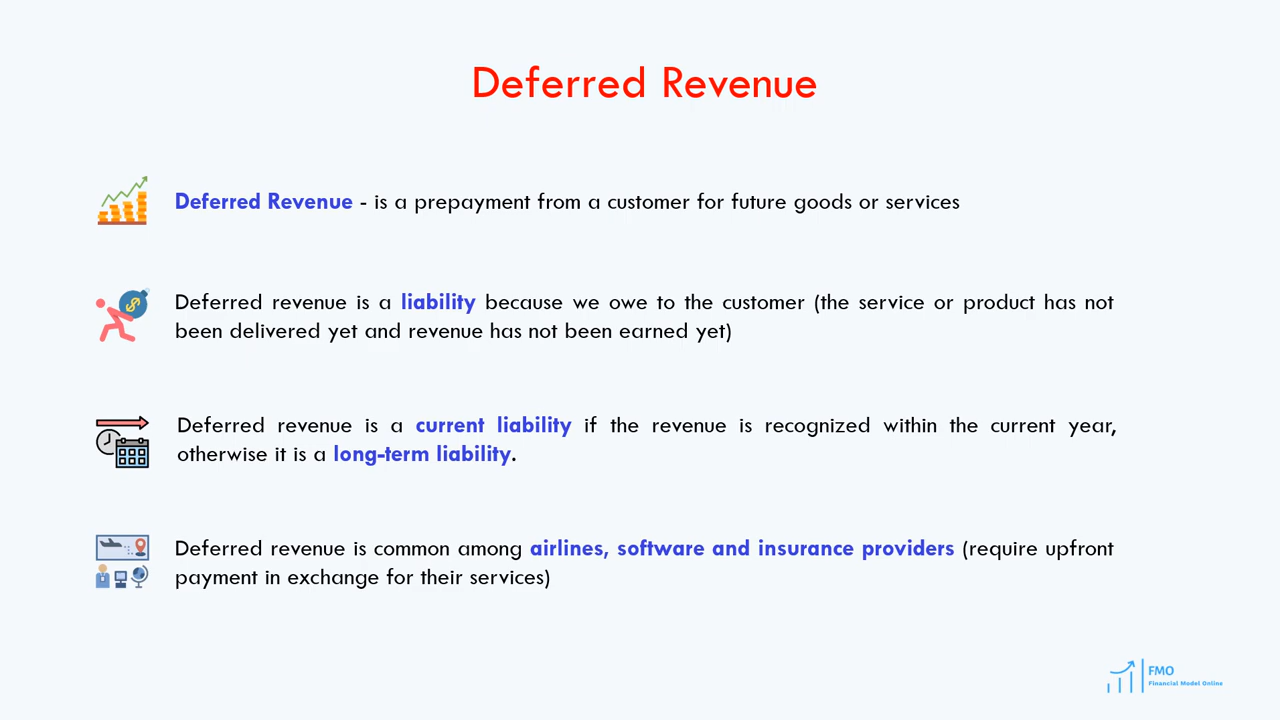 Deferred Revenue
Deferred Revenue - is a prepayment from a customer for future goods or services
Deferred revenue is a liability because we owe to the customer (the service or product has not
been delivered yet and revenue has not been earned yet)
Deferred revenue is a current liability if the revenue is recognized within the current year,
otherwise it is a long-term liability.
Deferred revenue is common among airlines, software and insurance providers (require upfront
payment in exchange for their services)
FMO
Financial Model Online